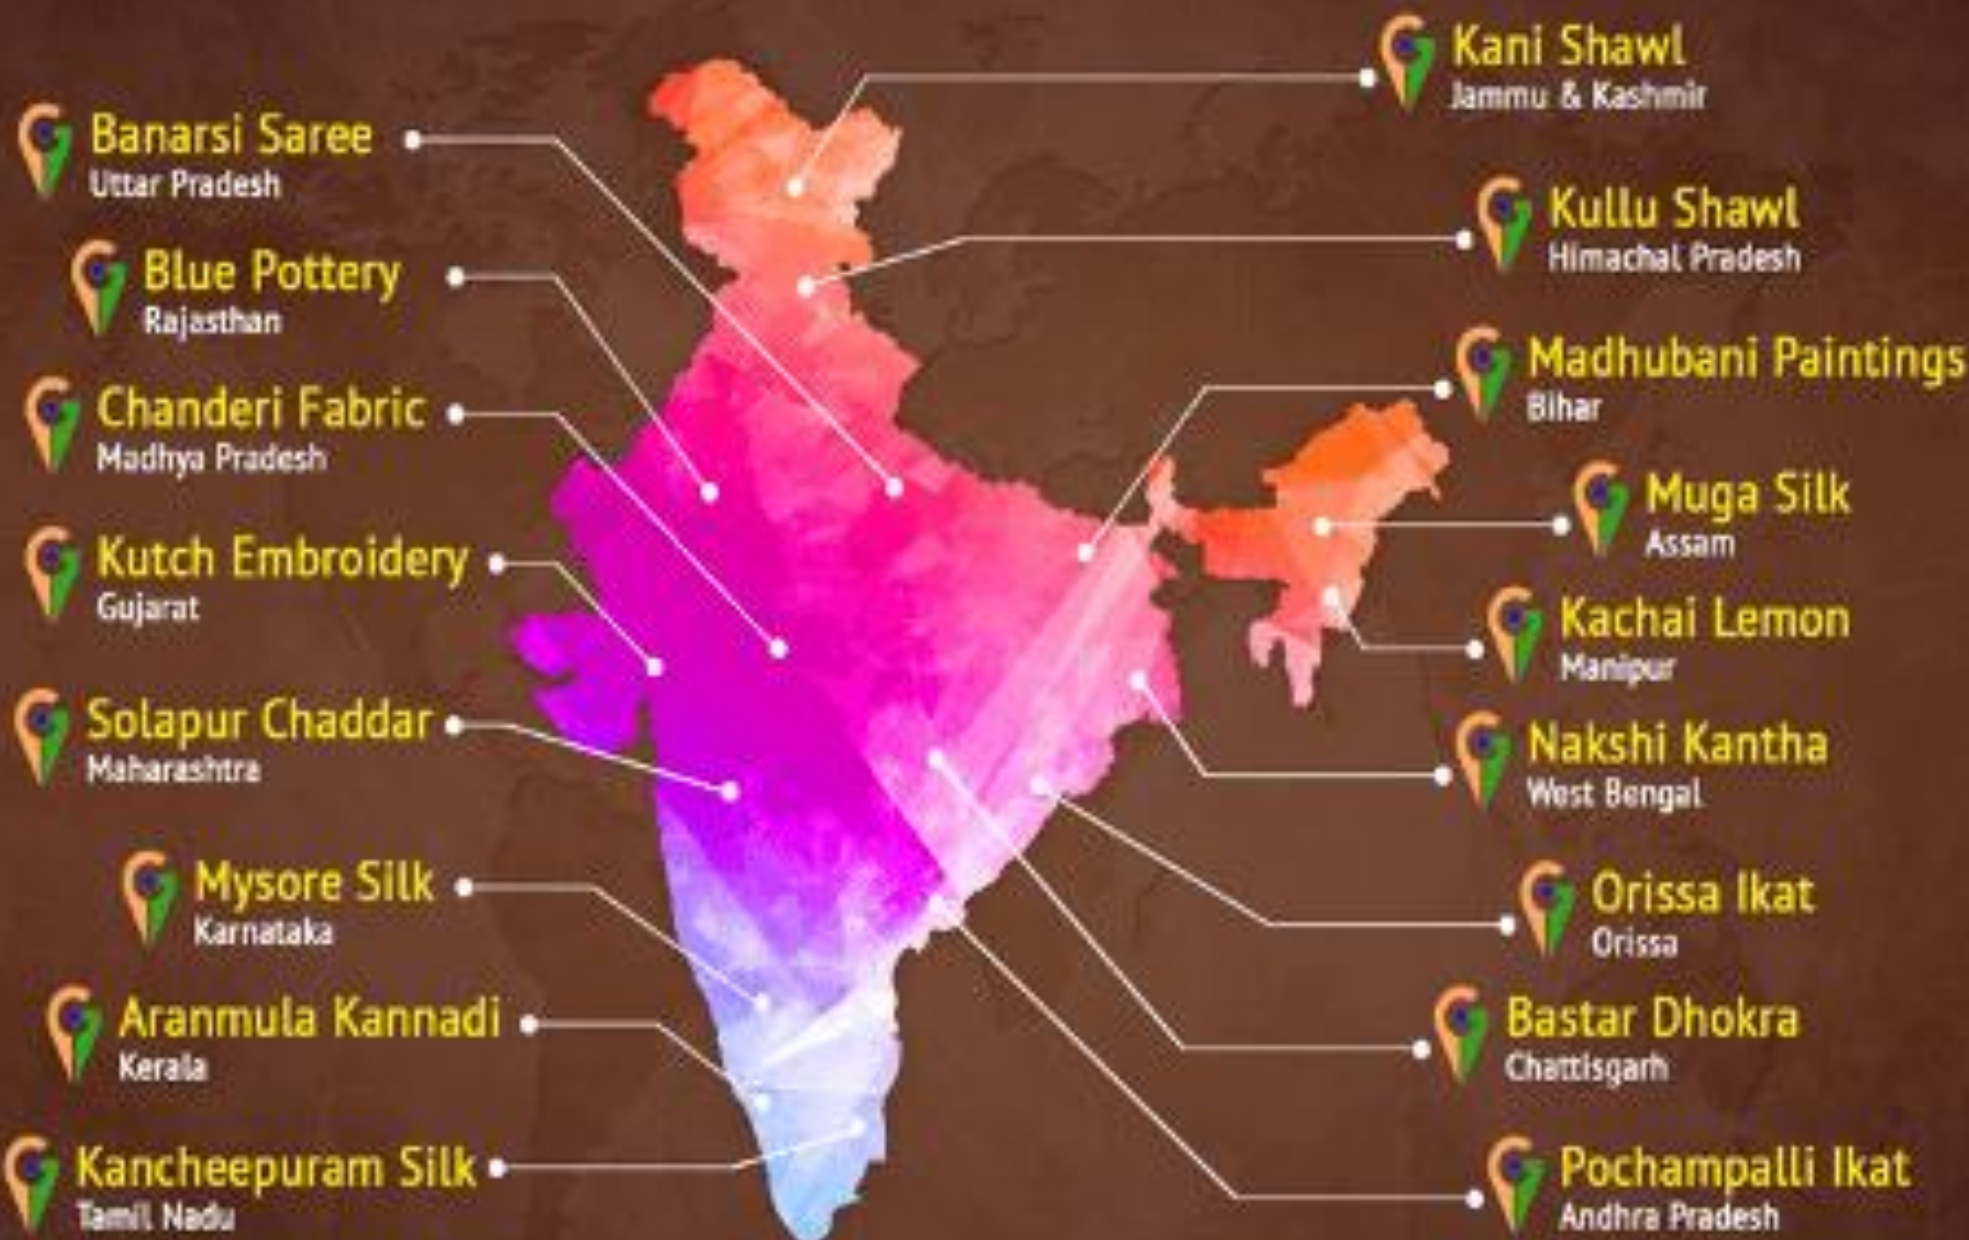 Banarsi Saree
Uttar Pradesh
Blue Pottery
Rajasthan
Chanderi Fabric
Madhya Pradesh
Kutch Embroidery
Gujarat
Solapur Chaddar
Maharashtra
Mysore Silk
Karnataka
Aranmula Kannadi
Kerala
Kancheepuram Silk
Tamil Nadu
Kani Shawl
Jammu & Kashmir
Kullu Shawl
Himachal Pradesh
Madhubani Paintings
Bihar
Muga Silk
Assam
Kachai Lemon
Manipur
Nakshi Kantha
West Bengal
Orissa Ikat
Orissa
Bastar Dhokra
Chattisgarh
Pochampalli Ikat
Andhra Pradesh